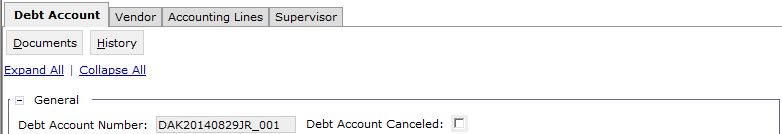 Debt Account Vendor Accounting Lines Supervisor
Documents History
Expand All | Collapse All
General
Debt Account Number: DAK20140829JR_001 Debt Account Canceled: